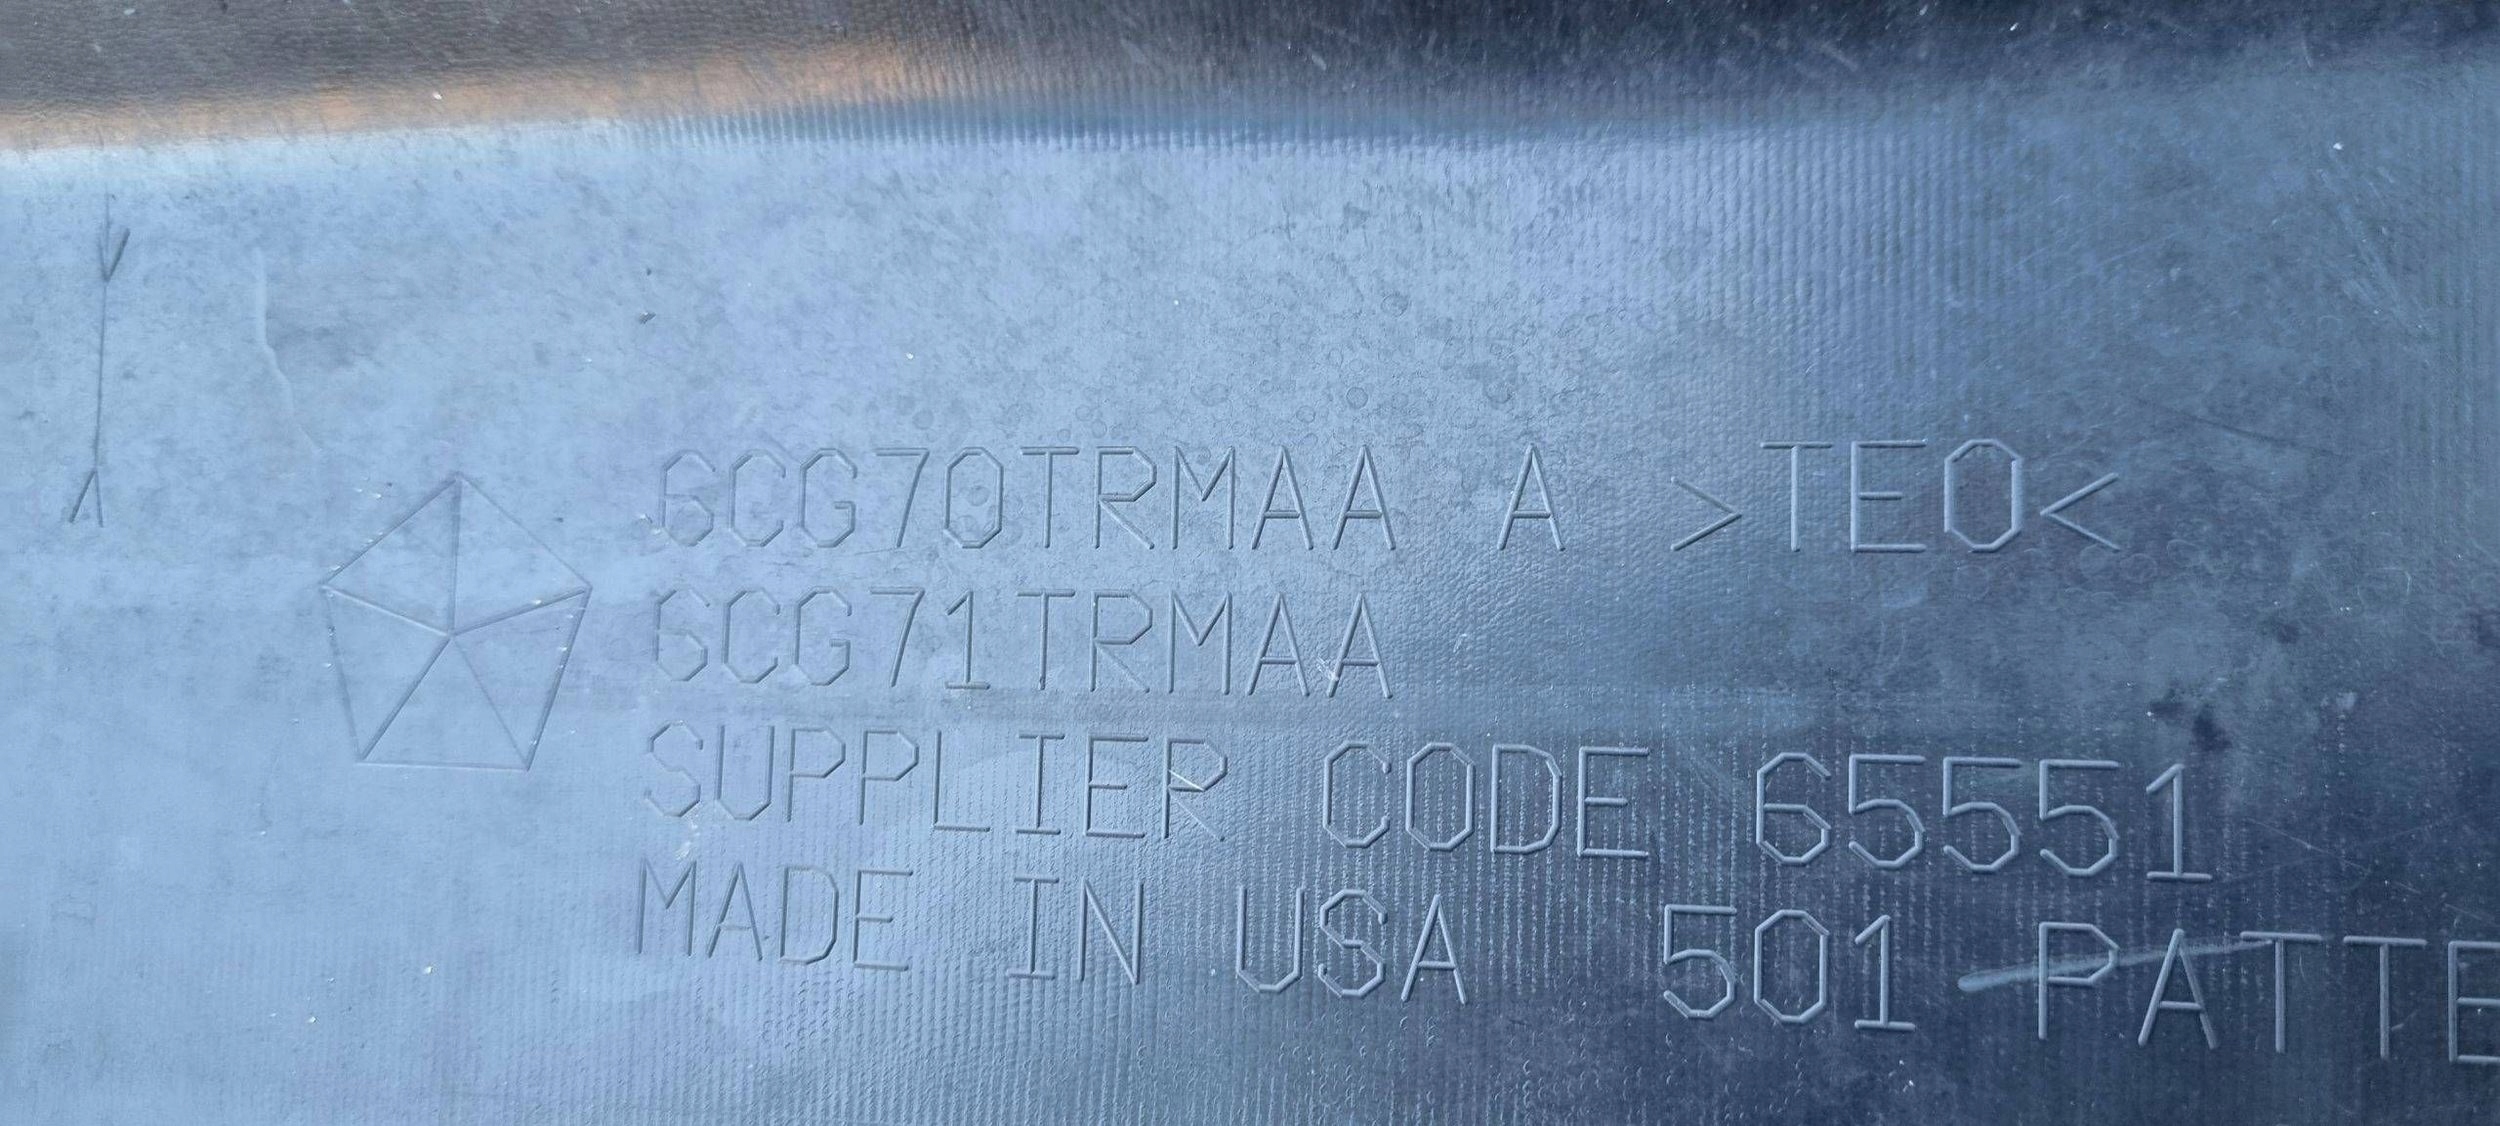 6CG70TRMAA A >TEO<
6CG71TRMAA
SUPPLIER CODE 65551
MADE IN USA 501 PATTE